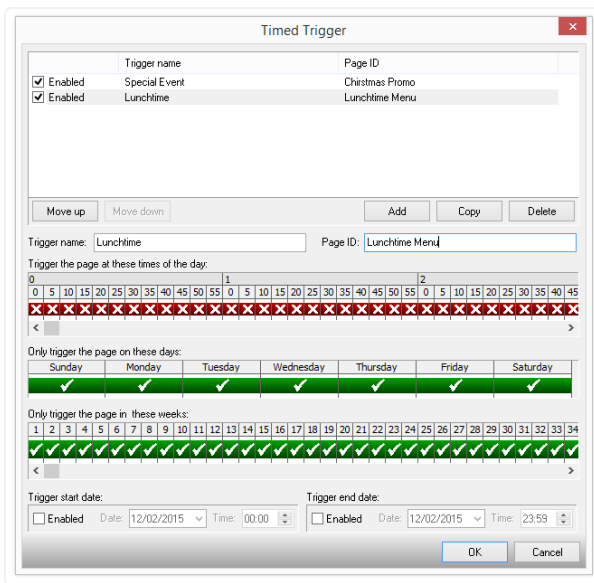 Timed Trigger
Trigger name Page ID
Enabled Special Event Chirstmas Promo
Enabled Lunchtime Lunchtime Menu
Move up Move down Add Copy Delete
Trigger name: Lunchtime Page ID: Lunchtime Menu
Trigger the page at these times of the day:
0 1 2
0 5 10 15 20 25 30 35 40 45 50 55 0 5 10 15 20 25 30 35 40 45 50 55 0 5 10 15 20 25 30 35 40 45
Only trigger the page on these days:
Sunday Monday Tuesday Wednesday Thursday Friday Saturday
Only trigger the page in these weeks:
1 2 3 4 5 6 7 8 9 10 11 12 13 14 15 16 17 18 19 20 21 22 23 24 25 26 27 28 29 30 31 32 33 34
Trigger start date: Trigger end date:
Enabled Date: 12/02/2015 Time: 00:00 Enabled Date: 12/02/2015 Time: 23:59
OK Cancel